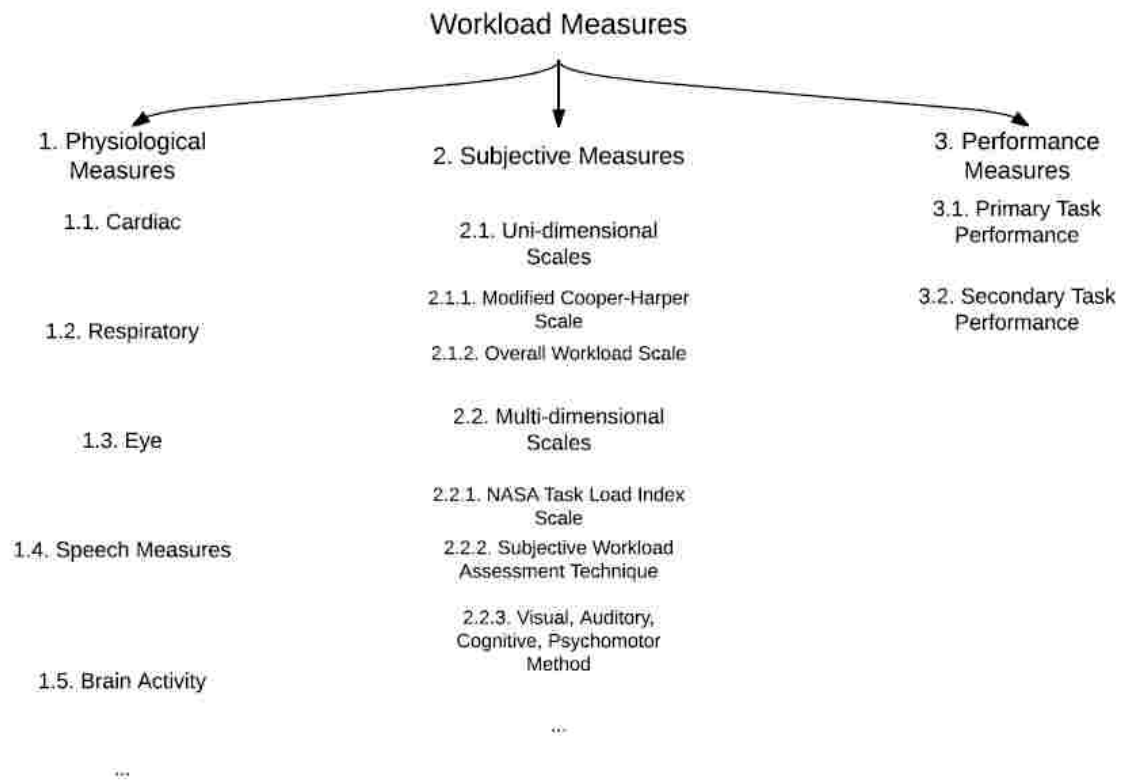 Workload Measures
1. Physiological
Measures
1.1. Cardiac
1.2. Respiratory
1.3. Eye
1.4. Speech Measures
1.5. Brain Activity
...
2. Subjective Measures
2.1. Uni-dimensional
Scales
2.1.1. Modified Cooper-Harper
Scale
2.1.2. Overall Workload Scale
2.2. Multi-dimensional
Scales
2.2.1. NASA Task Load Index
Scale
2.2.2. Subjective Workload
Assessment Technique
2.2.3. Visual, Auditory,
Cognitive, Psychomotor
Method
...
3. Performance
Measures
3.1. Primary Task
Performance
3.2. Secondary Task
Performance